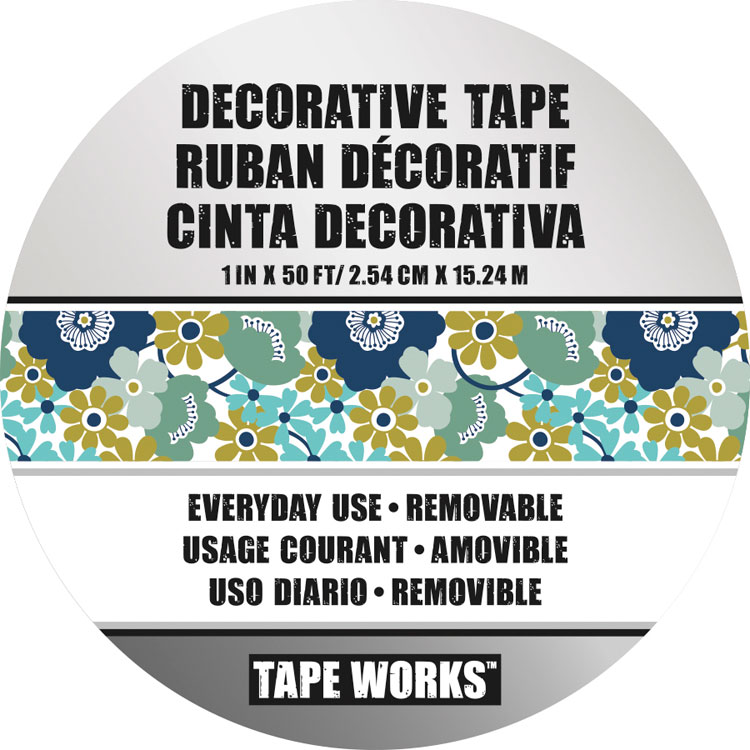 DECORATIVE TAPE
RUBAN DÉCORATIF
CINTA DECORATIVA
1 IN X 50 FT/ 2.54 CM X 15.24 M
EVERYDAY USE • REMOVABLE
USAGE COURANT • AMOVIBLE
USO DIARIO • REMOVIBLE
TAPE WORKS™